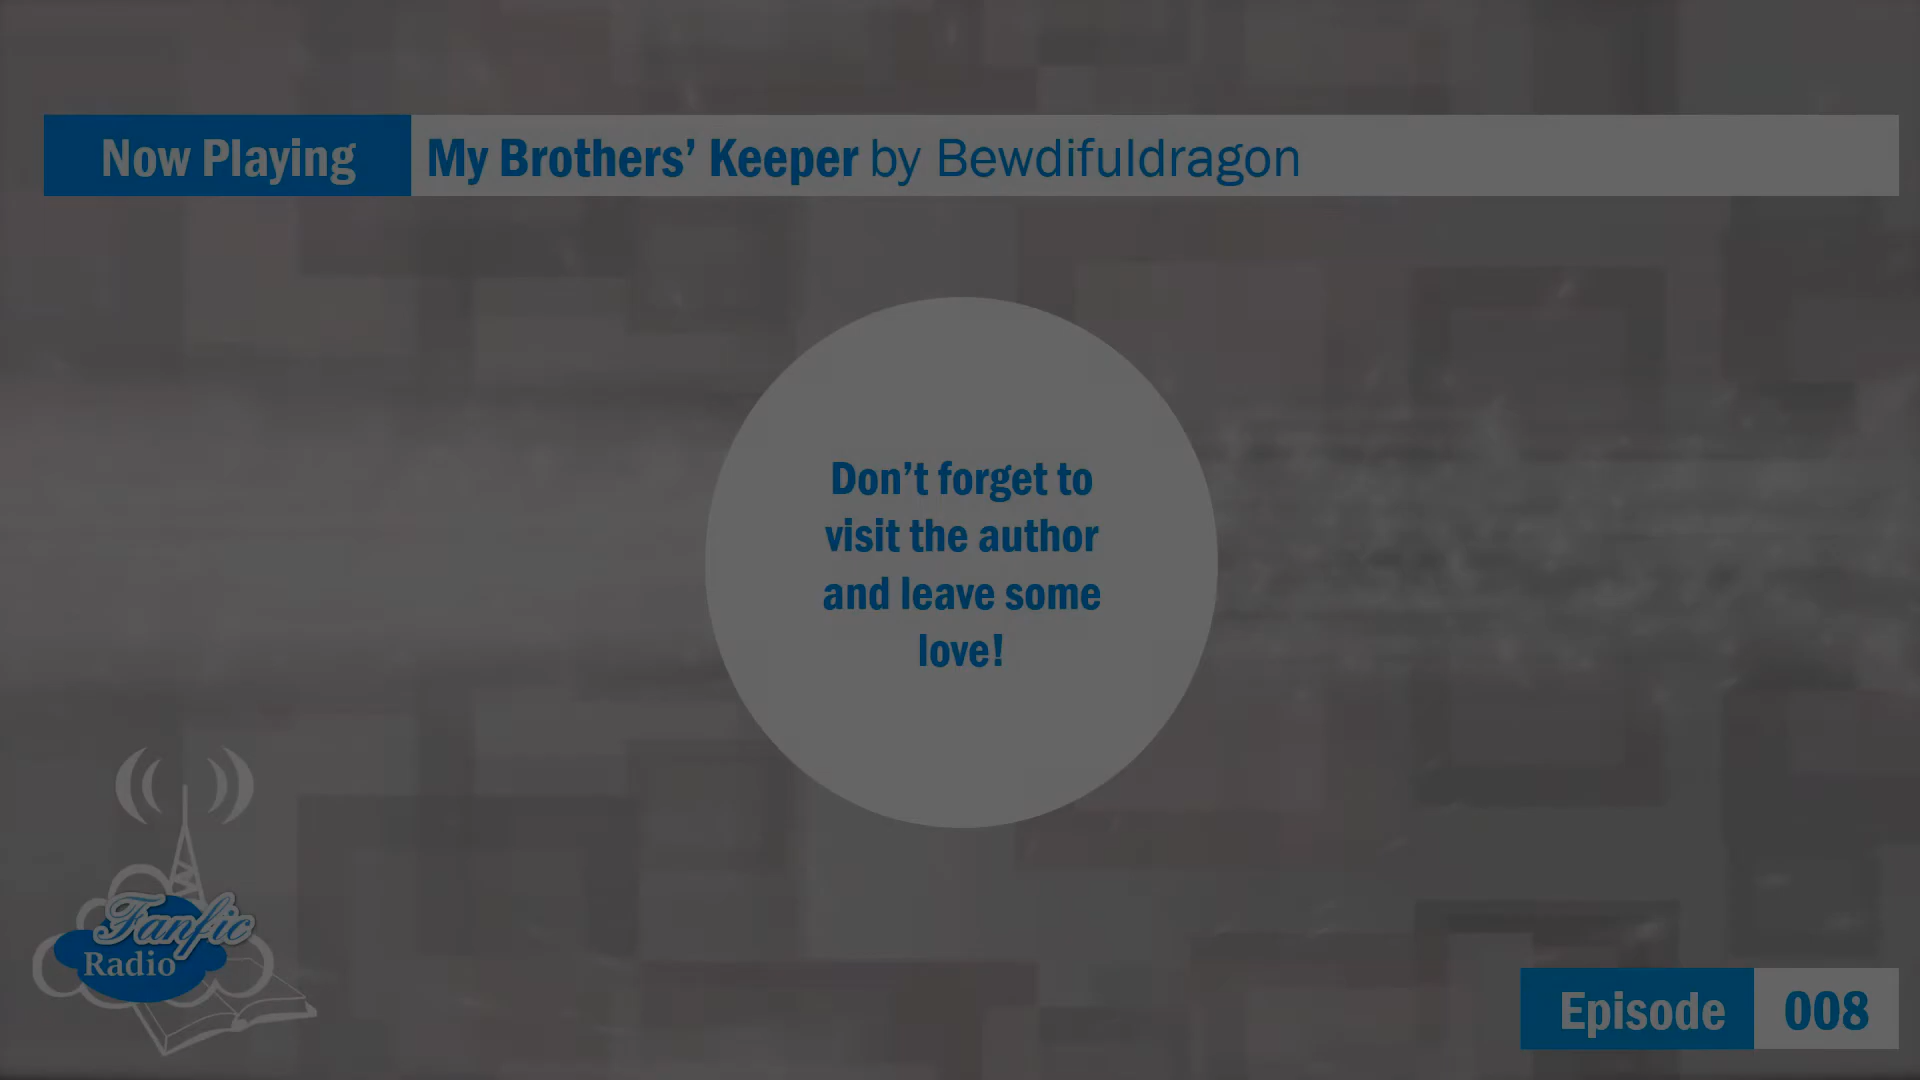 Now Playing My Brothers’ Keeper by Bewdifuldragon
Don’t forget to
visit the author
and leave some
love!
Fanfic
Radio
Episode 008